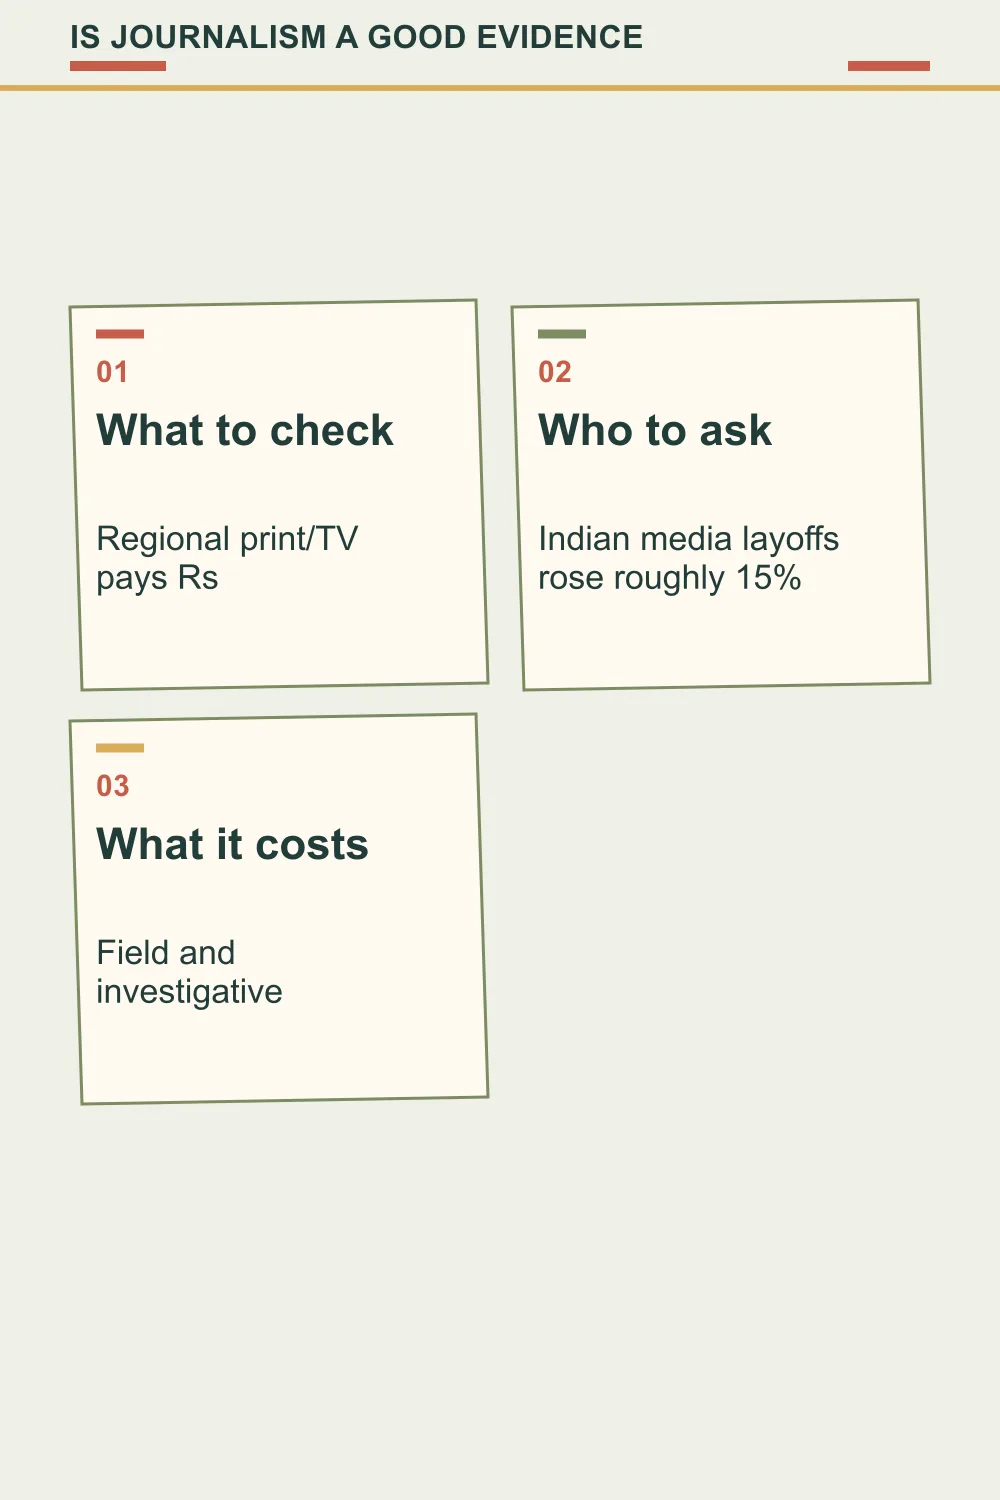 IS JOURNALISM A GOOD EVIDENCE
01
What to check
Regional print/TV
pays Rs
02
Who to ask
Indian media layoffs
rose roughly 15%
03
What it costs
Field and
investigative